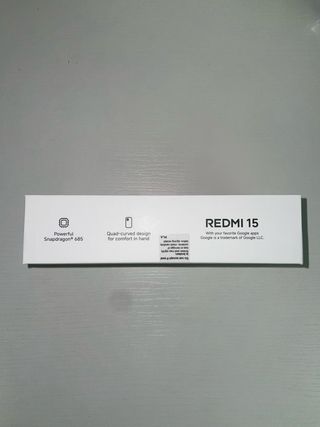 Powerful
Snapdragon® 685
Quad-curved design
for comfort in hand
REDMI 15
With your favorite Google apps
Google is a trademark of Google LLC.